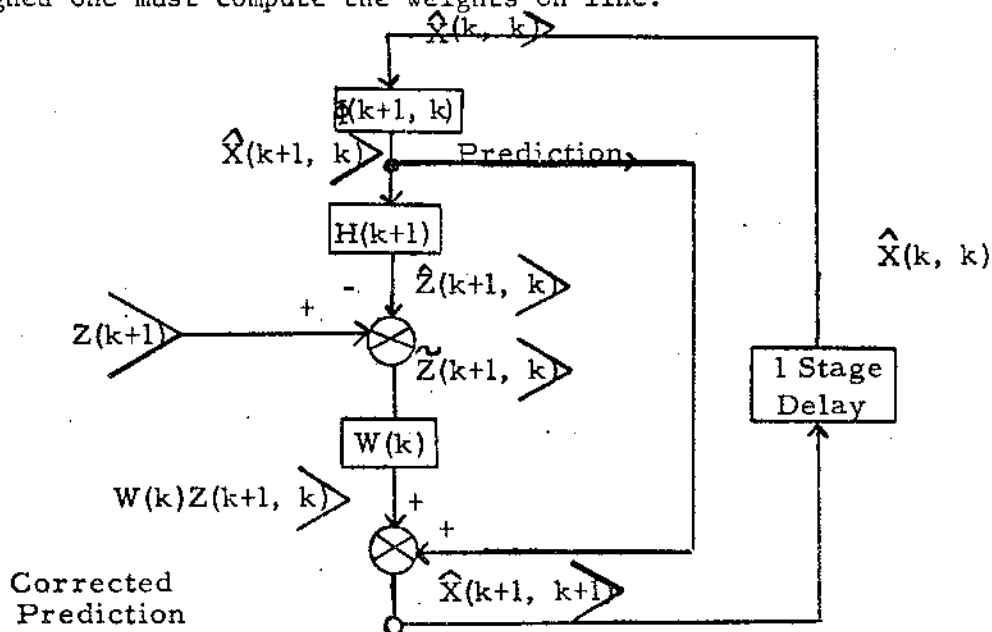 gned one must compute the weights on line.
X̂(k, k)>
Φ(k+1, k)
X̂(k+1, k)>
Prediction
H(k+1)
X̂(k, k)
- Ẑ(k+1, k)>
+
Z(k+1)>
Z̃(k+1, k)>
1 Stage
Delay
W(k)
W(k)Z(k+1, k)>
+
+
Corrected
Prediction
X̂(k+1, k+1)>